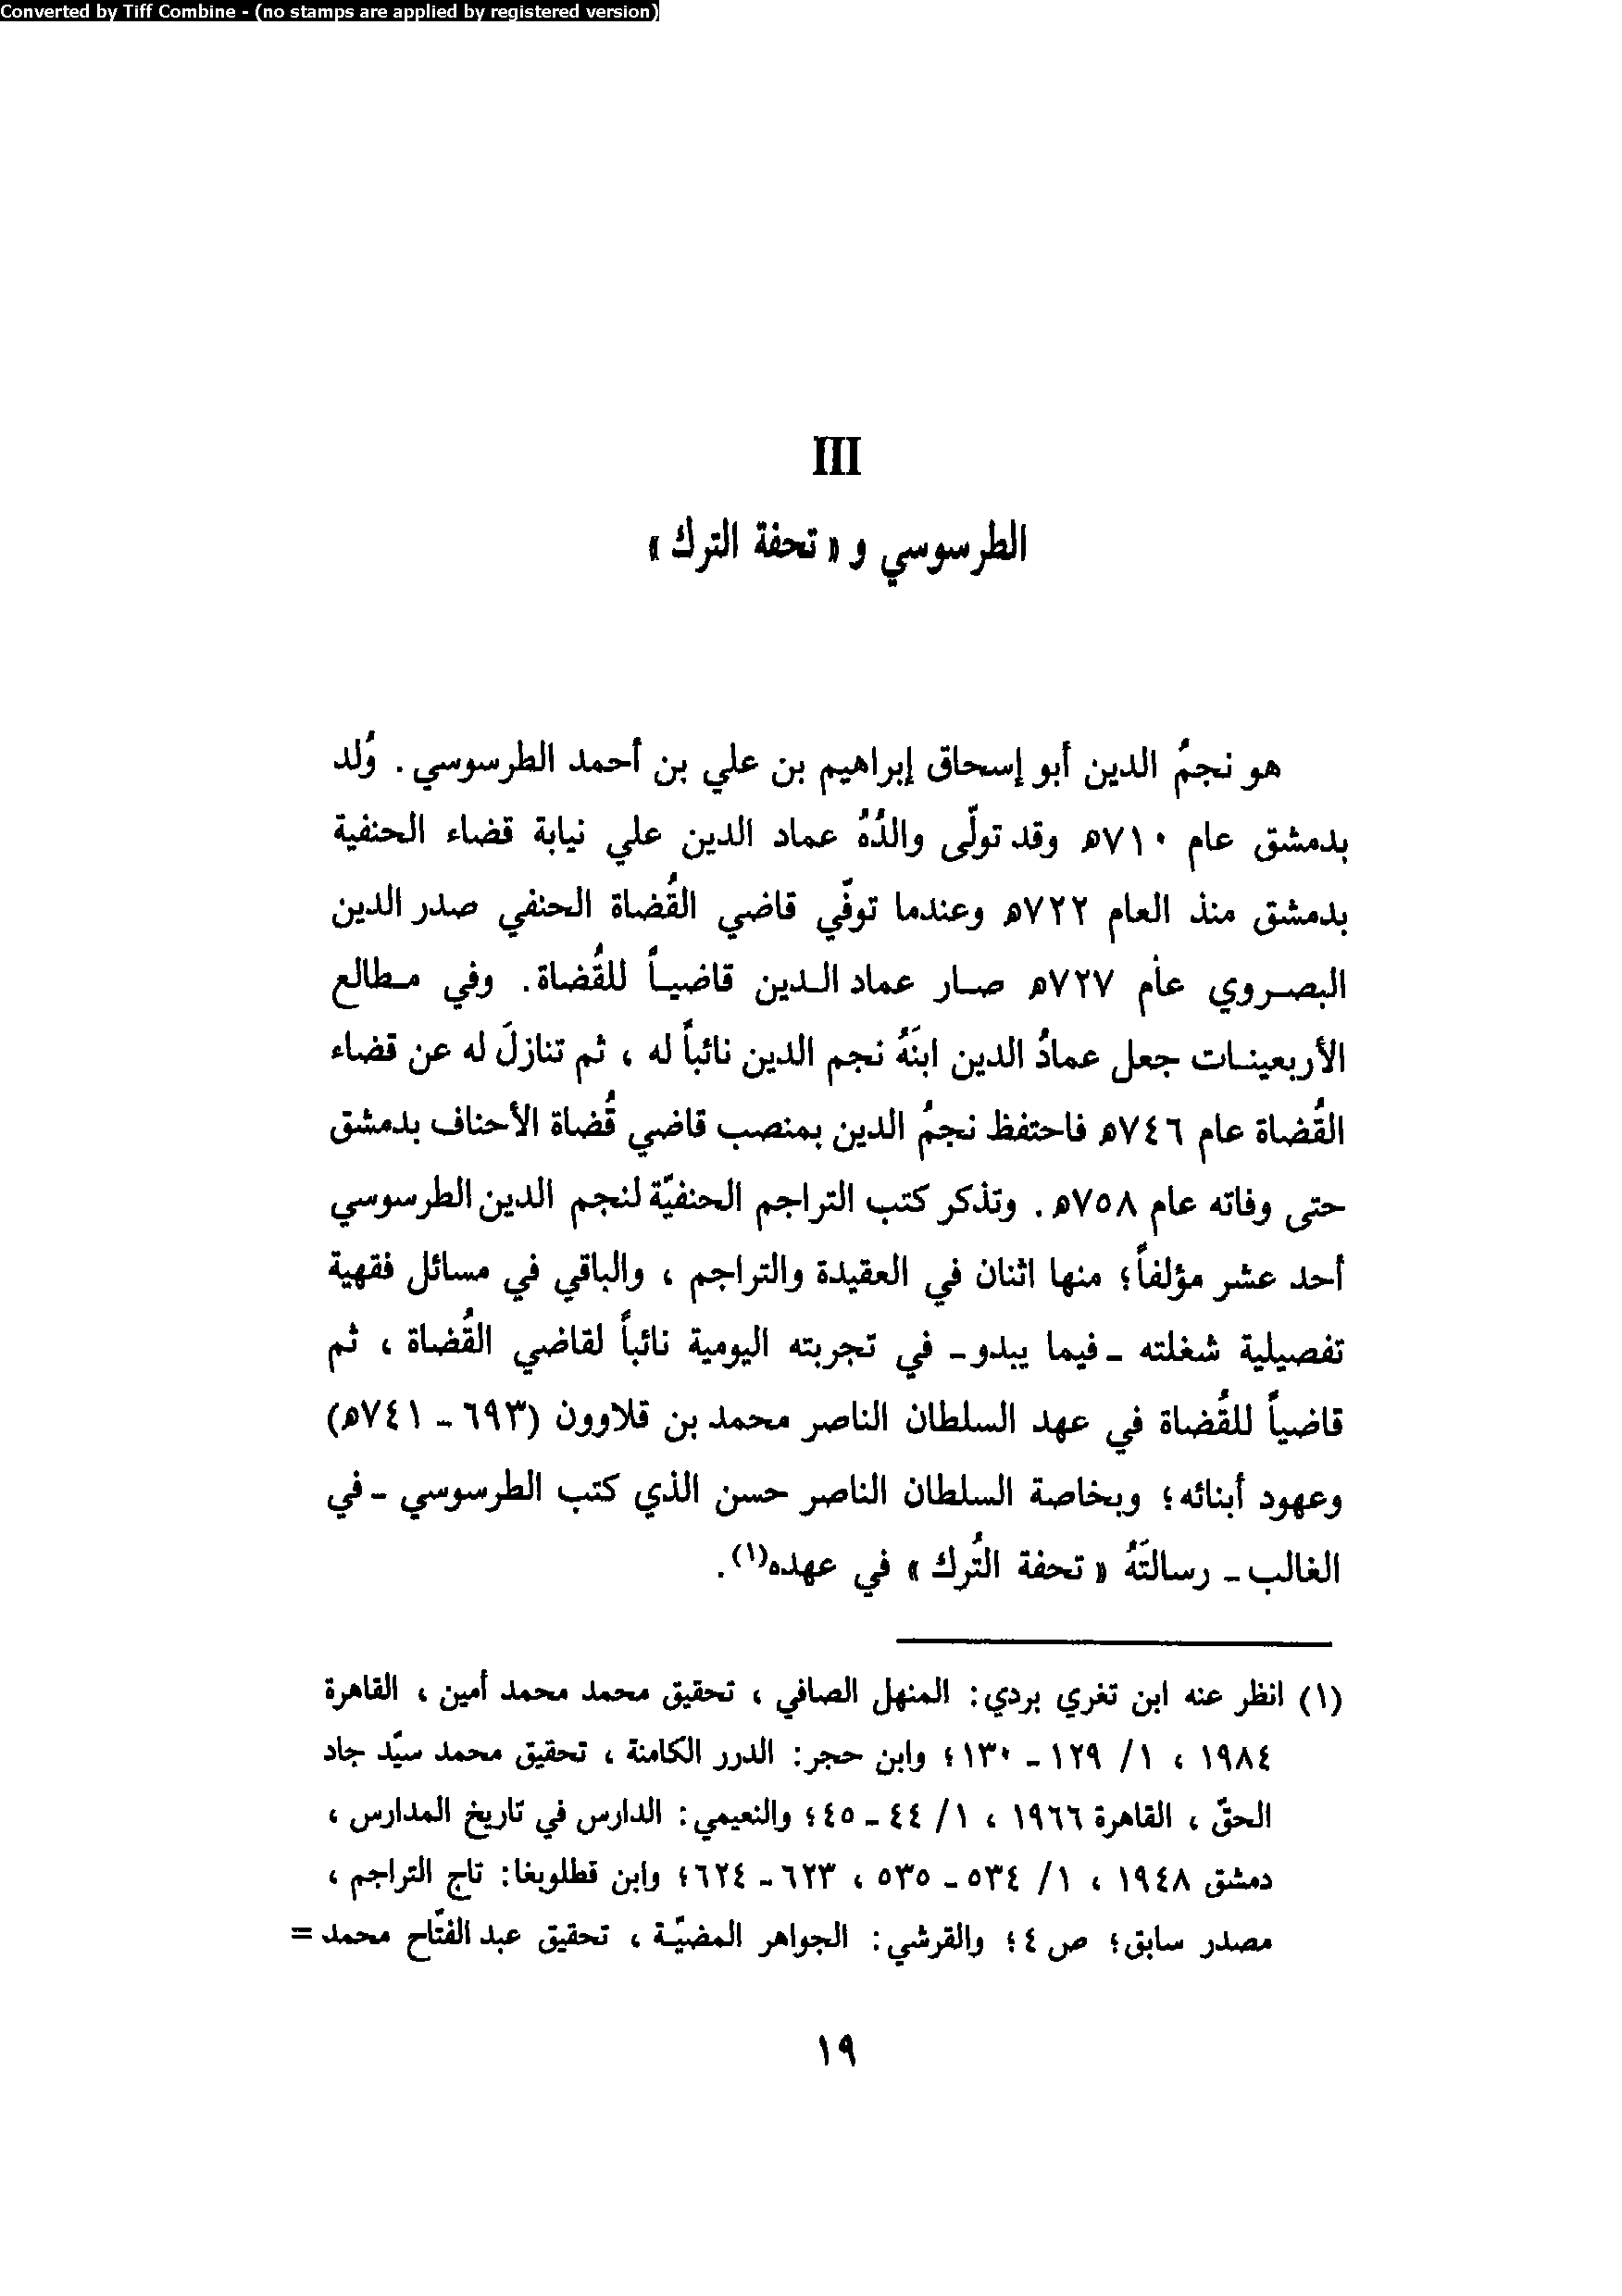 Converted by Tiff Combine - (no stamps are applied by registered version)
III
الطرسوسي و « تحفة الترك »
هو نجمُ الدين أبو إسحاق إبراهيم بن علي بن أحمد الطرسوسي . وُلد
بدمشق عام ٧١٠هـ وقد تولّى والدُهُ عماد الدين علي نيابة قضاء الحنفية
بدمشق منذ العام ٧٢٢هـ وعندما توفّي قاضي القُضاة الحنفي صدر الدين
البصروي عام ٧٢٧هـ صار عماد الدين قاضياً للقُضاة. وفي مطالع
الأربعينات جعل عمادُ الدين ابنَهُ نجم الدين نائباً له ، ثم تنازلَ له عن قضاء
القُضاة عام ٧٤٦هـ فاحتفظ نجمُ الدين بمنصب قاضي قُضاة الأحناف بدمشق
حتى وفاته عام ٧٥٨هـ. وتذكر كتب التراجم الحنفيّة لنجم الدين الطرسوسي
أحد عشر مؤلفاً؛ منها اثنان في العقيدة والتراجم ، والباقي في مسائل فقهية
تفصيلية شغلته ـ فيما يبدو ـ في تجربته اليومية نائباً لقاضي القُضاة ، ثم
قاضياً للقُضاة في عهد السلطان الناصر محمد بن قلاوون (٦٩٣ ـ ٧٤١هـ)
وعهود أبنائه؛ وبخاصة السلطان الناصر حسن الذي كتب الطرسوسي ـ في
الغالب ـ رسالتَهُ « تحفة التُرك » في عهده(١).
(١) انظر عنه ابن تغري بردي: المنهل الصافي ، تحقيق محمد محمد أمين ، القاهرة
١٩٨٤ ، ١/ ١٢٩ ـ ١٣٠؛ وابن حجر: الدرر الكامنة ، تحقيق محمد سيّد جاد
الحقّ ، القاهرة ١٩٦٦ ، ١/ ٤٤ ـ ٤٥؛ والنعيمي: الدارس في تاريخ المدارس ،
دمشق ١٩٤٨ ، ١/ ٥٣٤ ـ ٥٣٥ ، ٦٢٣ ـ ٦٢٤؛ وابن قطلوبغا: تاج التراجم ،
مصدر سابق؛ ص ٤؛ والقرشي: الجواهر المضيّة ، تحقيق عبد الفتّاح محمد =
١٩